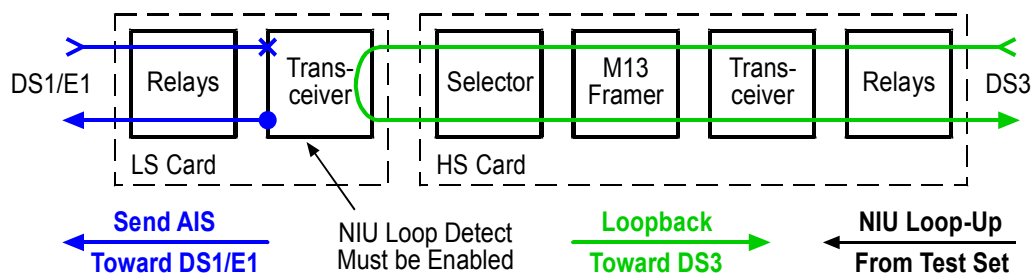 DS1/E1
Relays
Trans-
ceiver
Selector
M13
Framer
Trans-
ceiver
Relays
DS3
LS Card
HS Card
Send AIS
Toward DS1/E1
NIU Loop Detect
Must be Enabled
Loopback
Toward DS3
NIU Loop-Up
From Test Set